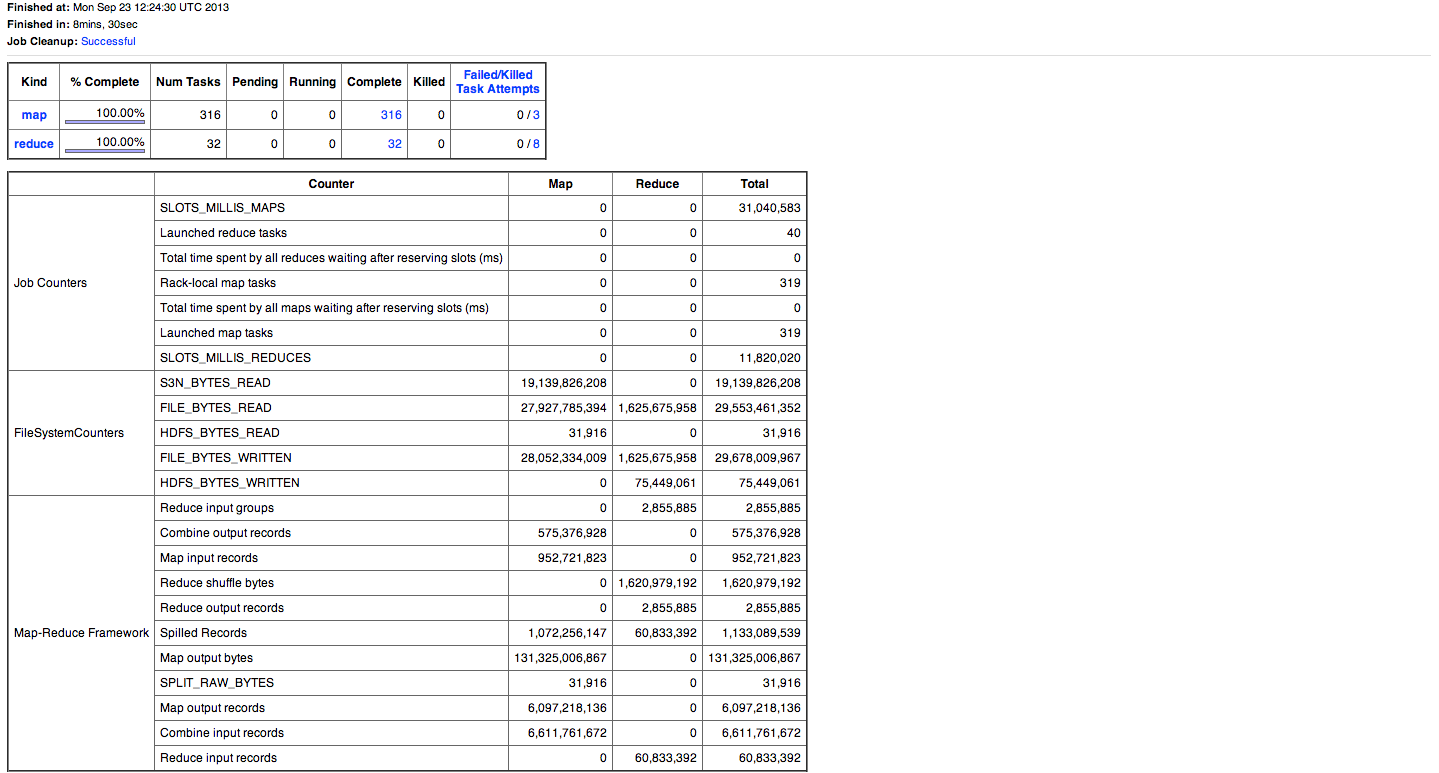 Finished at: Mon Sep 23 12:24:30 UTC 2013
Finished in: 8mins, 30sec
Job Cleanup: Successful
Kind % Complete Num Tasks Pending Running Complete Killed Failed/Killed Task Attempts
map 100.00% 316 0 0 316 0 0 / 3
reduce 100.00% 32 0 0 32 0 0 / 8
Counter Map Reduce Total
Job Counters
SLOTS_MILLIS_MAPS 0 0 31,040,583
Launched reduce tasks 0 0 40
Total time spent by all reduces waiting after reserving slots (ms) 0 0 0
Rack-local map tasks 0 0 319
Total time spent by all maps waiting after reserving slots (ms) 0 0 0
Launched map tasks 0 0 319
SLOTS_MILLIS_REDUCES 0 0 11,820,020
FileSystemCounters
S3N_BYTES_READ 19,139,826,208 0 19,139,826,208
FILE_BYTES_READ 27,927,785,394 1,625,675,958 29,553,461,352
HDFS_BYTES_READ 31,916 0 31,916
FILE_BYTES_WRITTEN 28,052,334,009 1,625,675,958 29,678,009,967
HDFS_BYTES_WRITTEN 0 75,449,061 75,449,061
Map-Reduce Framework
Reduce input groups 0 2,855,885 2,855,885
Combine output records 575,376,928 0 575,376,928
Map input records 952,721,823 0 952,721,823
Reduce shuffle bytes 0 1,620,979,192 1,620,979,192
Reduce output records 0 2,855,885 2,855,885
Spilled Records 1,072,256,147 60,833,392 1,133,089,539
Map output bytes 131,325,006,867 0 131,325,006,867
SPLIT_RAW_BYTES 31,916 0 31,916
Map output records 6,097,218,136 0 6,097,218,136
Combine input records 6,611,761,672 0 6,611,761,672
Reduce input records 0 60,833,392 60,833,392